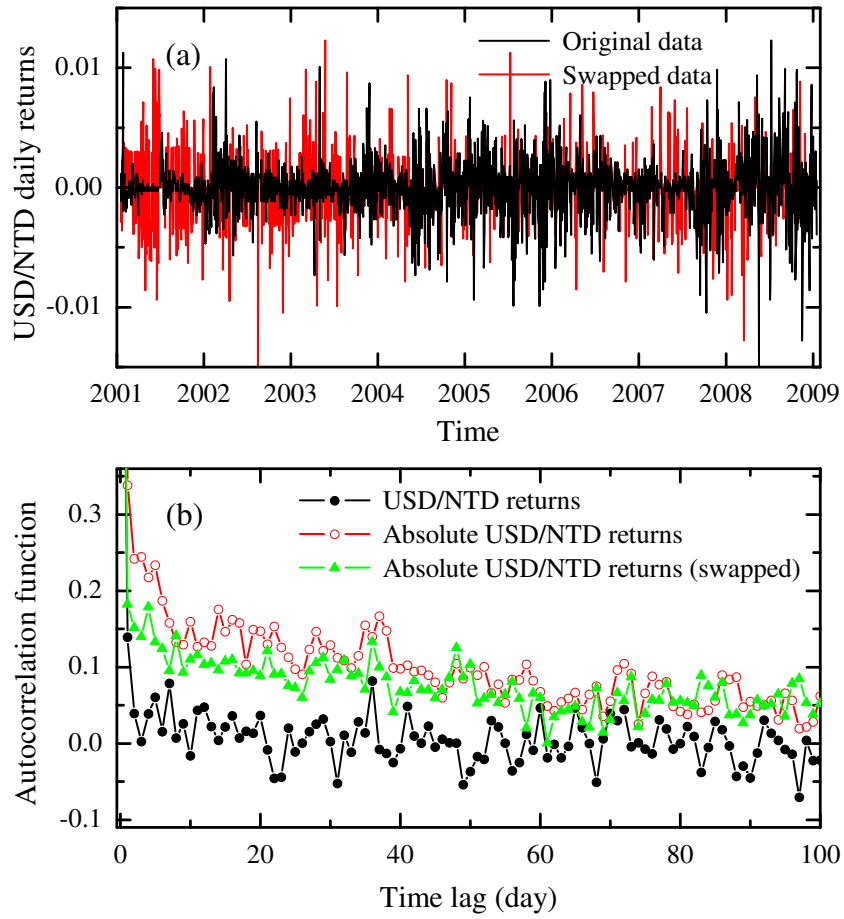 (a)
Original data
Swapped data
USD/NTD daily returns
0.01
0.00
-0.01
2001 2002 2003 2004 2005 2006 2007 2008 2009
Time
(b)
USD/NTD returns
Absolute USD/NTD returns
Absolute USD/NTD returns (swapped)
Autocorrelation function
0.3
0.2
0.1
0.0
-0.1
0 20 40 60 80 100
Time lag (day)